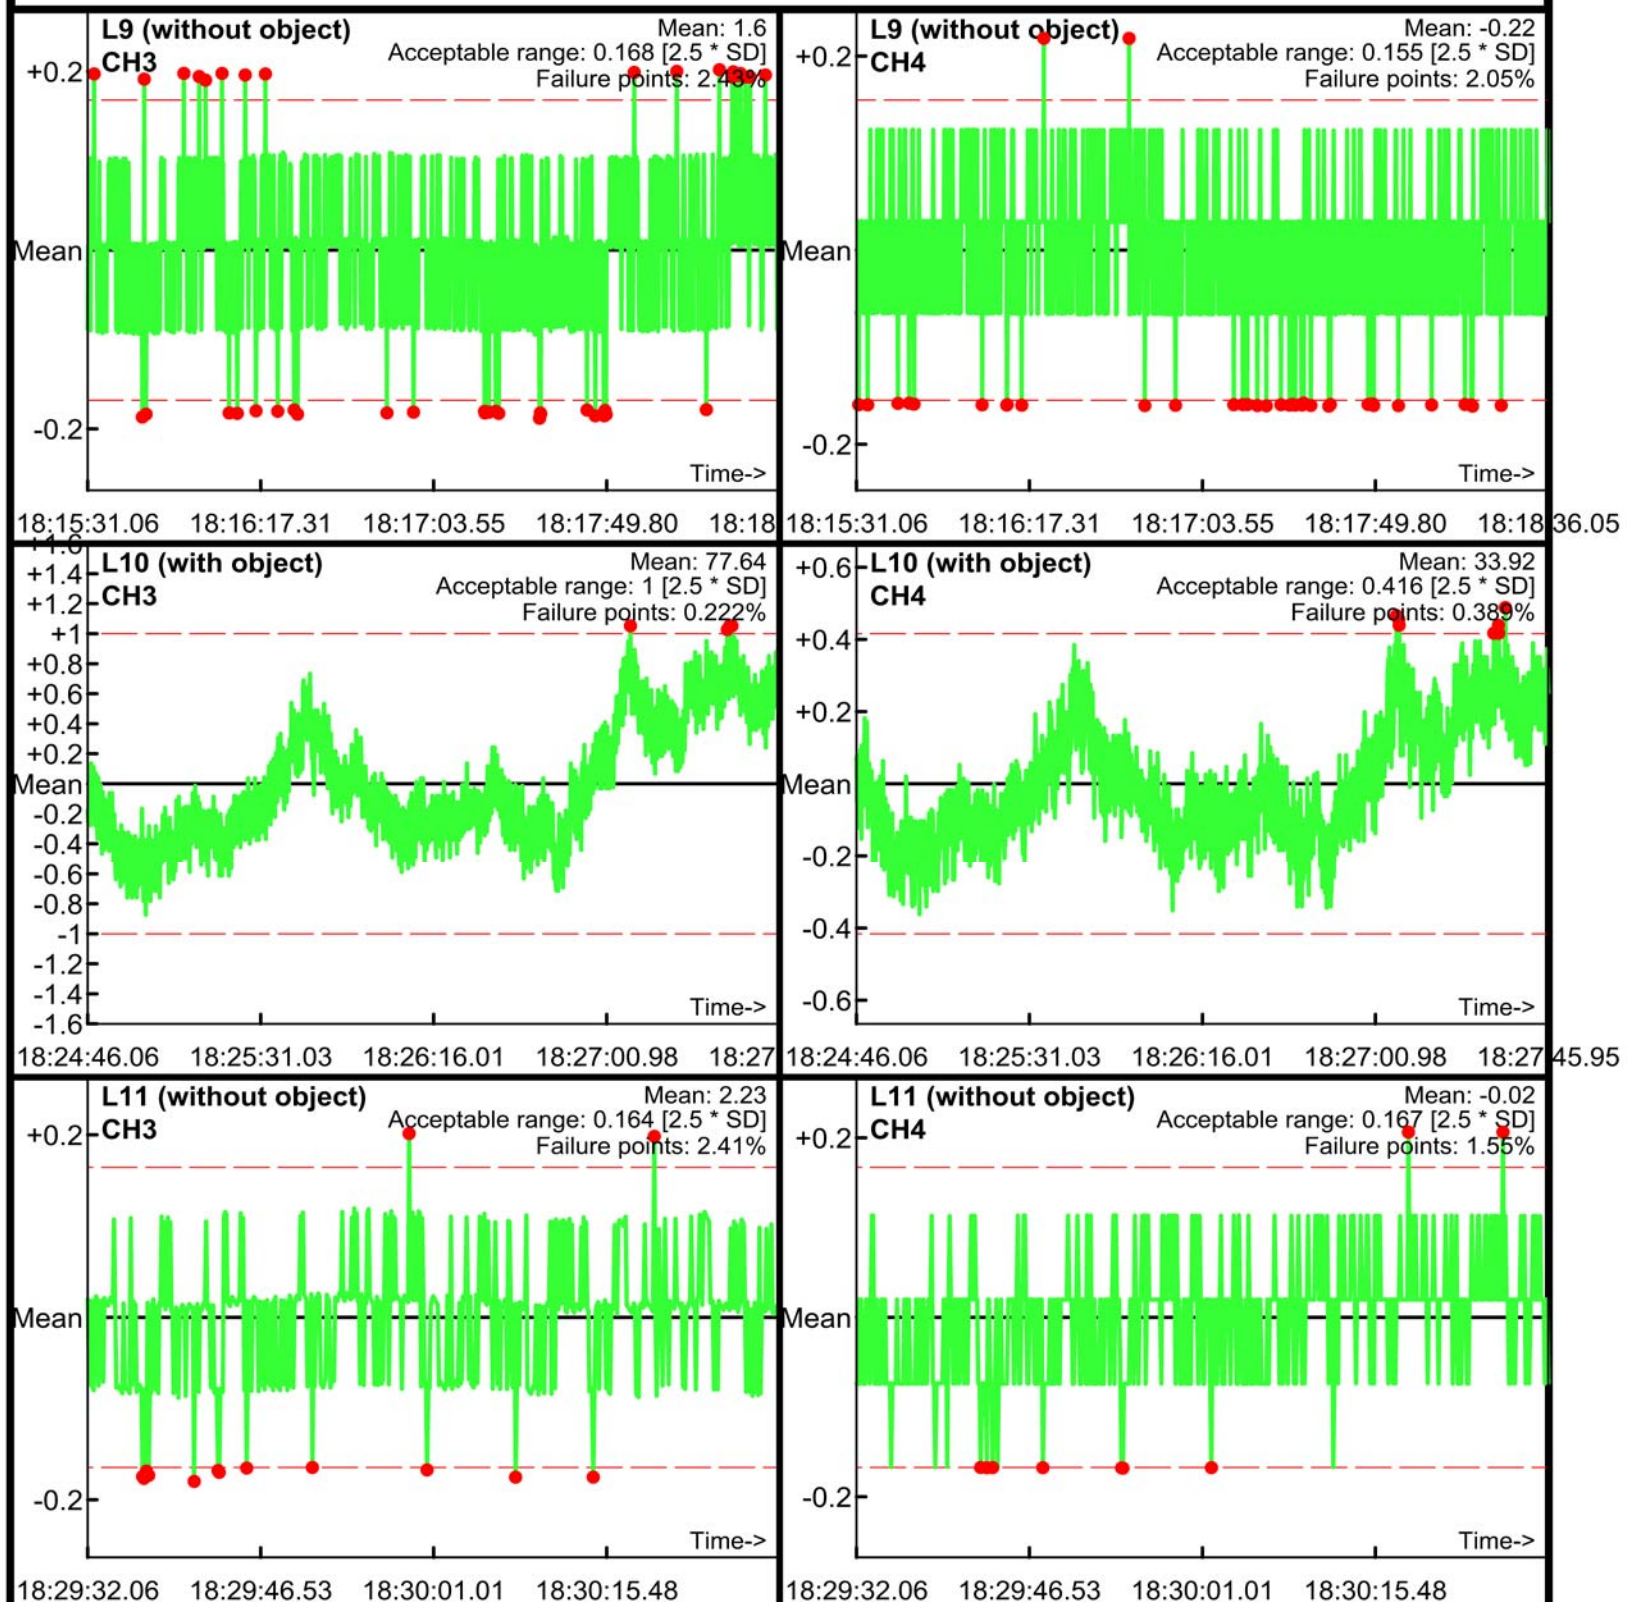 L9 (without object)
CH3
Mean: 1.6
Acceptable range: 0.168 [2.5 * SD]
Failure points: 2.43%
+0.2
Mean
-0.2
Time->
18:15:31.06 18:16:17.31 18:17:03.55 18:17:49.80 18:18
L9 (without object)
CH4
Mean: -0.22
Acceptable range: 0.155 [2.5 * SD]
Failure points: 2.05%
+0.2
Mean
-0.2
Time->
18:15:31.06 18:16:17.31 18:17:03.55 18:17:49.80 18:18:36.05
L10 (with object)
CH3
Mean: 77.64
Acceptable range: 1 [2.5 * SD]
Failure points: 0.222%
+1.6
+1.4
+1.2
+1
+0.8
+0.6
+0.4
+0.2
Mean
-0.2
-0.4
-0.6
-0.8
-1
-1.2
-1.4
-1.6
Time->
18:24:46.06 18:25:31.03 18:26:16.01 18:27:00.98 18:27
L10 (with object)
CH4
Mean: 33.92
Acceptable range: 0.416 [2.5 * SD]
Failure points: 0.389%
+0.6
+0.4
+0.2
Mean
-0.2
-0.4
-0.6
Time->
18:24:46.06 18:25:31.03 18:26:16.01 18:27:00.98 18:27:45.95
L11 (without object)
CH3
Mean: 2.23
Acceptable range: 0.164 [2.5 * SD]
Failure points: 2.41%
+0.2
Mean
-0.2
Time->
18:29:32.06 18:29:46.53 18:30:01.01 18:30:15.48
L11 (without object)
CH4
Mean: -0.02
Acceptable range: 0.167 [2.5 * SD]
Failure points: 1.55%
+0.2
Mean
-0.2
Time->
18:29:32.06 18:29:46.53 18:30:01.01 18:30:15.48